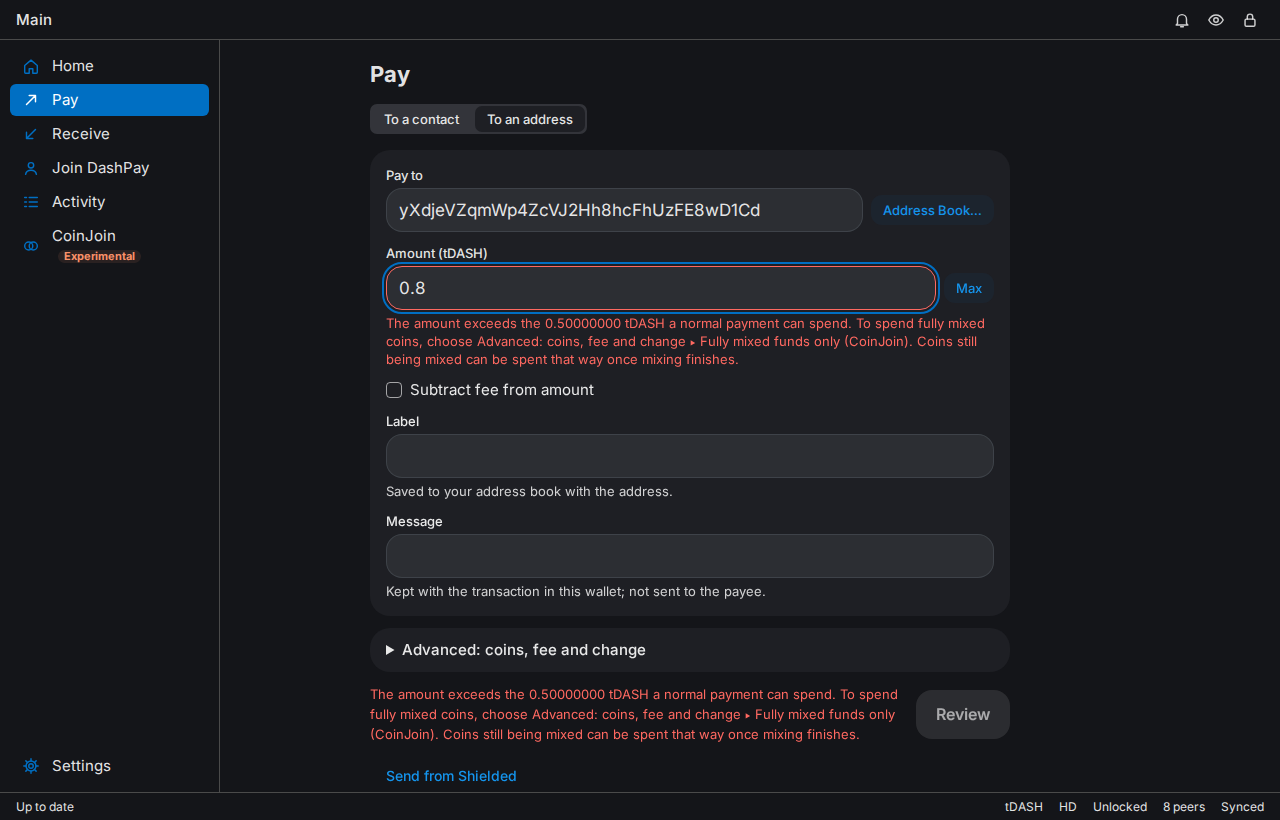 Main
Home
Pay
Receive
Join DashPay
Activity
CoinJoin
Experimental
Settings
Pay
To a contact
To an address
Pay to
yXdjeVZqmWp4ZcVJ2Hh8hcFhUzFE8wD1Cd
Address Book...
Amount (tDASH)
0.8
Max
The amount exceeds the 0.50000000 tDASH a normal payment can spend. To spend fully mixed
coins, choose Advanced: coins, fee and change ▸ Fully mixed funds only (CoinJoin). Coins still
being mixed can be spent that way once mixing finishes.
Subtract fee from amount
Label
Saved to your address book with the address.
Message
Kept with the transaction in this wallet; not sent to the payee.
Advanced: coins, fee and change
The amount exceeds the 0.50000000 tDASH a normal payment can spend. To spend
fully mixed coins, choose Advanced: coins, fee and change ▸ Fully mixed funds only
(CoinJoin). Coins still being mixed can be spent that way once mixing finishes.
Review
Send from Shielded
Up to date
tDASH
HD
Unlocked
8 peers
Synced